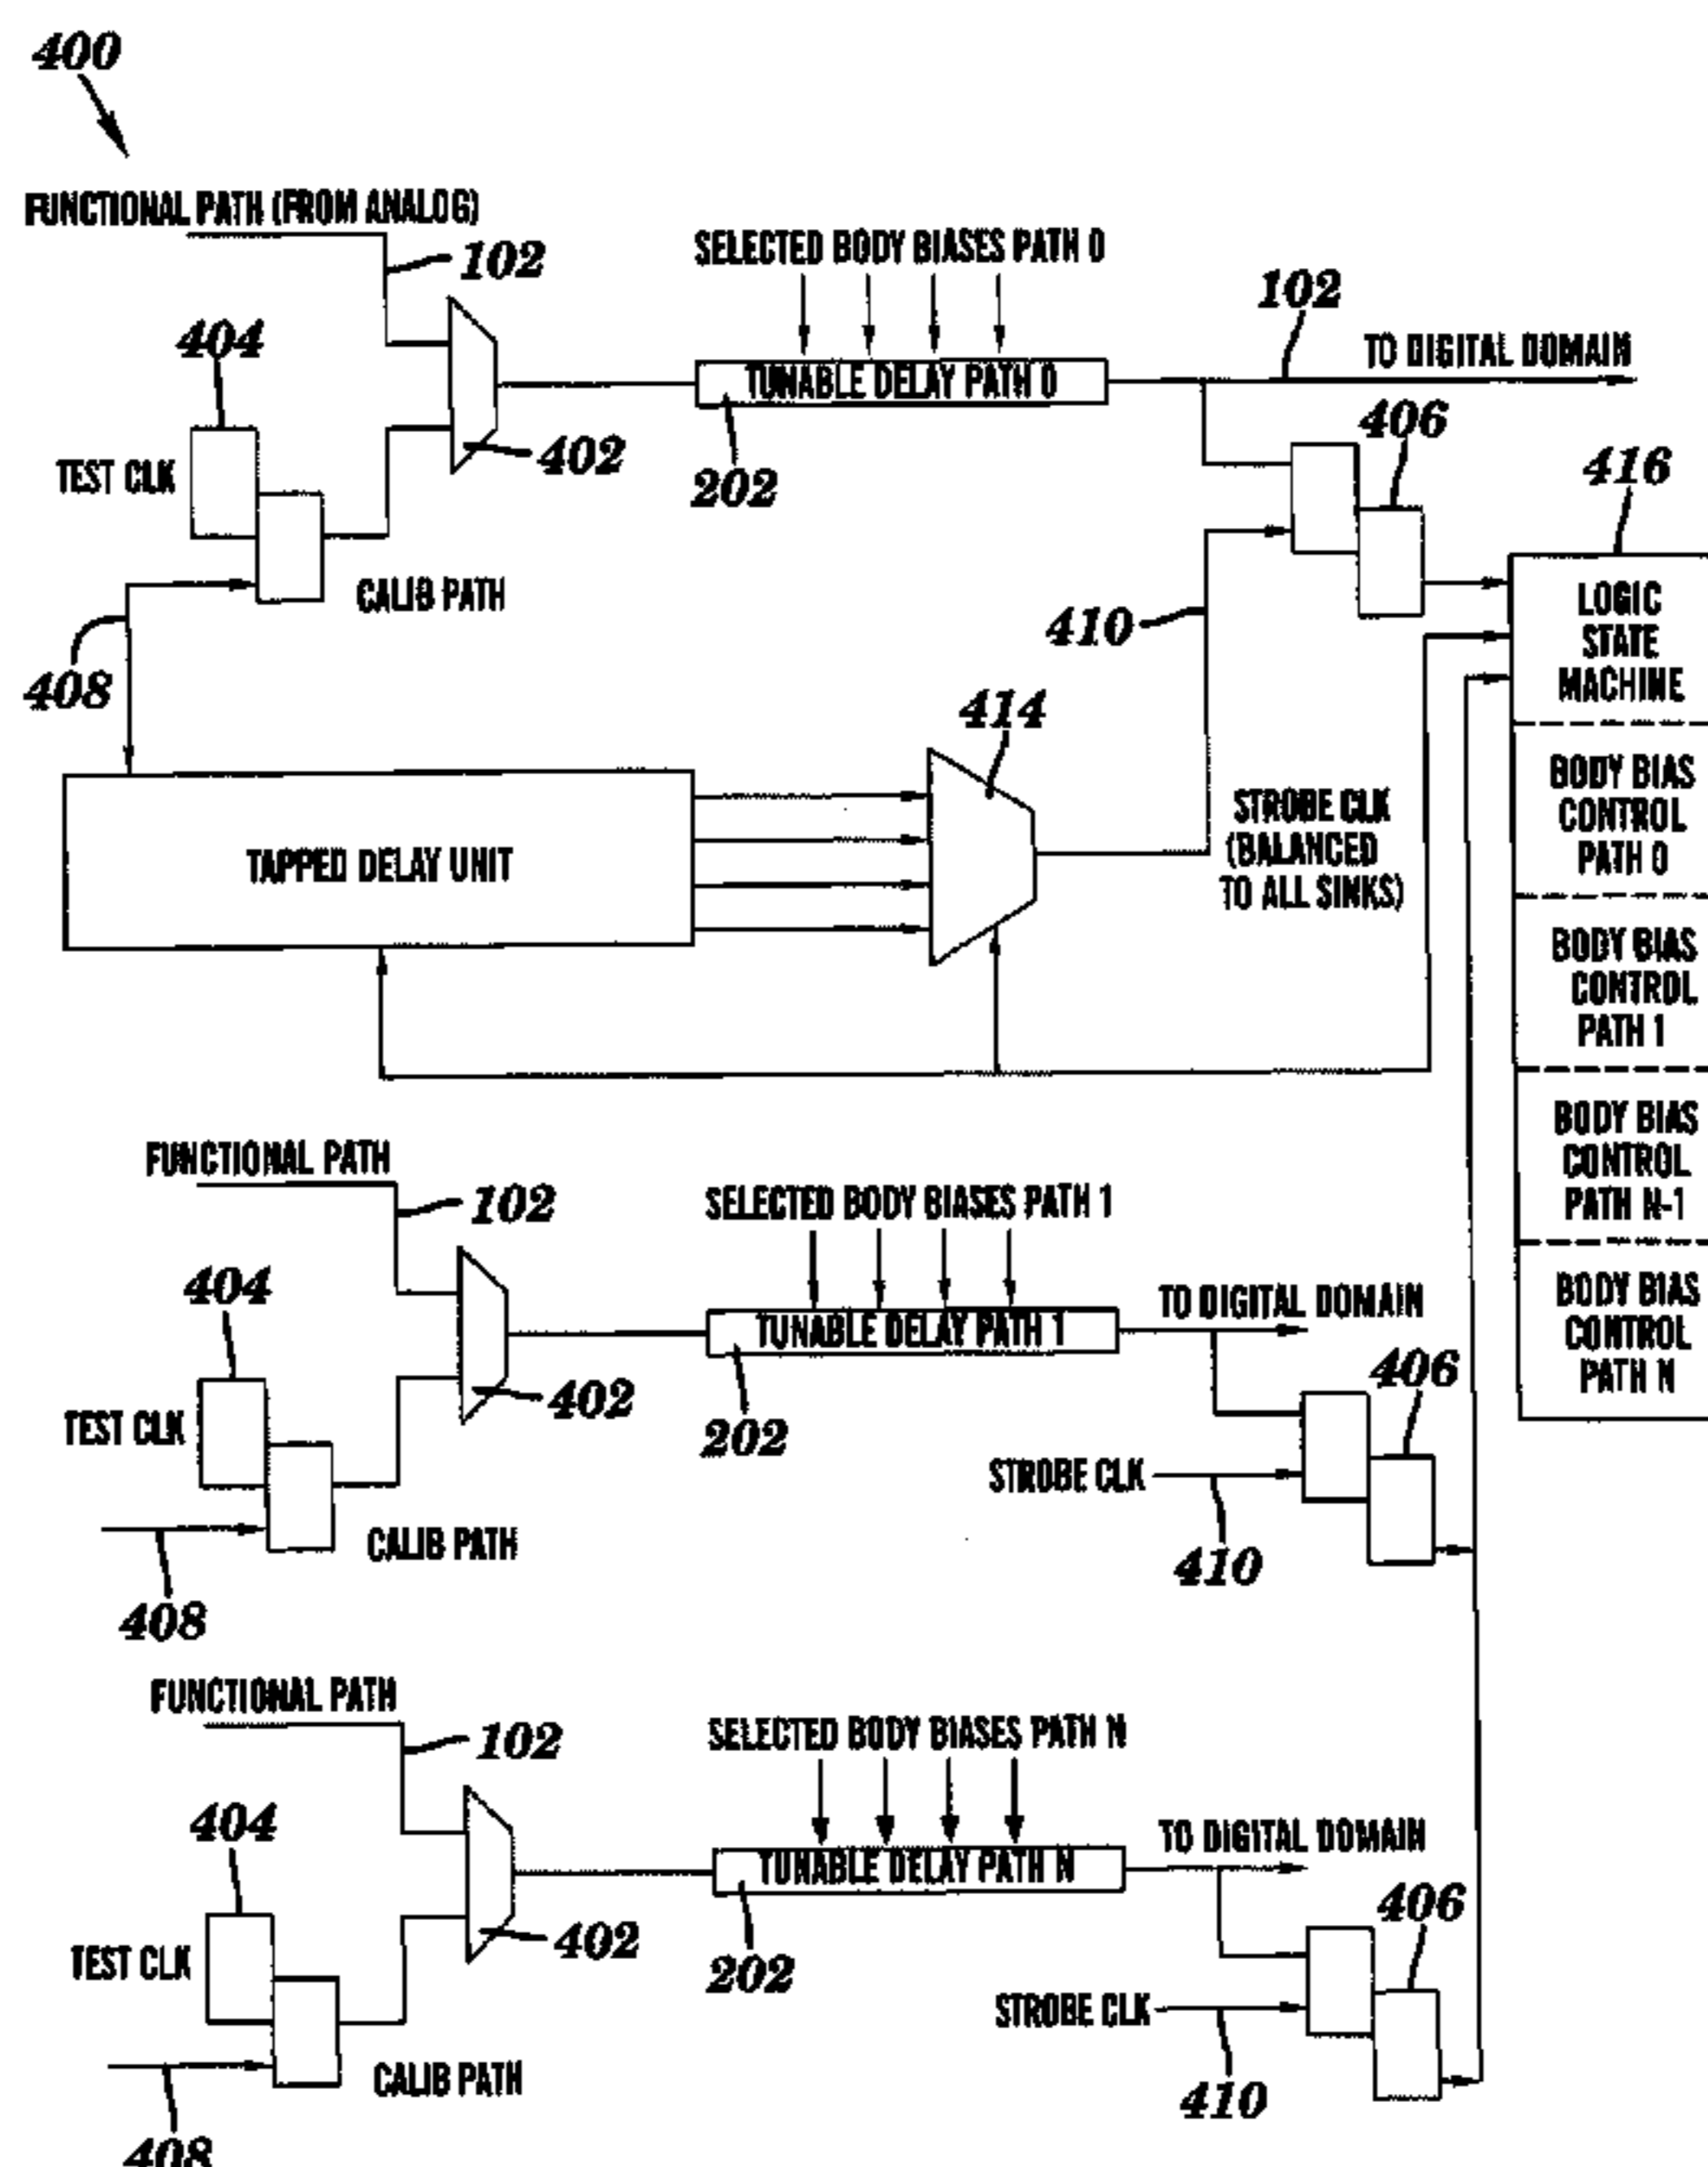 400
FUNCTIONAL PATH (FROM ANALOG)
102
SELECTED BODY BIASES PATH 0
102
TO DIGITAL DOMAIN
404
TUNABLE DELAY PATH 0
406
402
TEST CLK
202
416
CALIB PATH
410
LOGIC
STATE
MACHINE
408
414
BODY BIAS
CONTROL
PATH 0
STROBE CLK
(BALANCED
TO ALL SINKS)
TAPPED DELAY UNIT
BODY BIAS
CONTROL
PATH 1
BODY BIAS
CONTROL
PATH N-1
BODY BIAS
CONTROL
PATH N
FUNCTIONAL PATH
102
SELECTED BODY BIASES PATH 1
404
TO DIGITAL DOMAIN
TUNABLE DELAY PATH 1
406
402
TEST CLK
202
STROBE CLK
CALIB PATH
410
408
FUNCTIONAL PATH
102
SELECTED BODY BIASES PATH N
404
TO DIGITAL DOMAIN
TUNABLE DELAY PATH N
406
402
TEST CLK
202
STROBE CLK
CALIB PATH
410
408